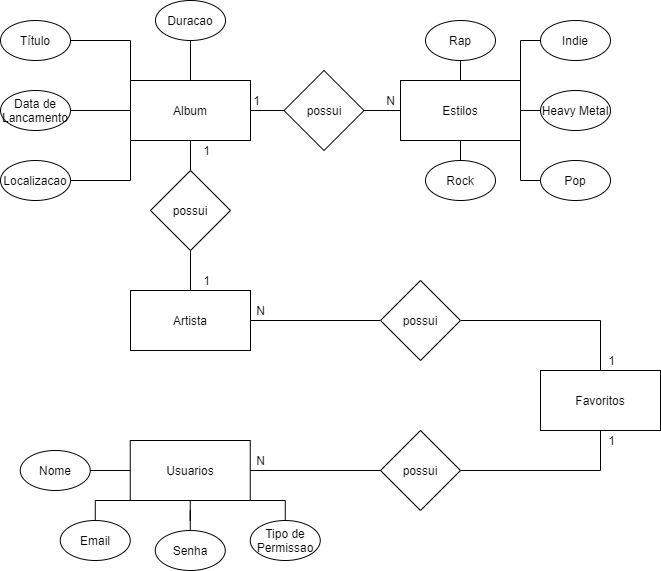 Duracao
Título
Rap
Indie
Data de
Lancamento
Album
1
possui
N
Estilos
Heavy Metal
Localizacao
1
Rock
Pop
possui
1
Artista
N
possui
1
Favoritos
1
Nome
Usuarios
N
possui
Email
Senha
Tipo de
Permissao